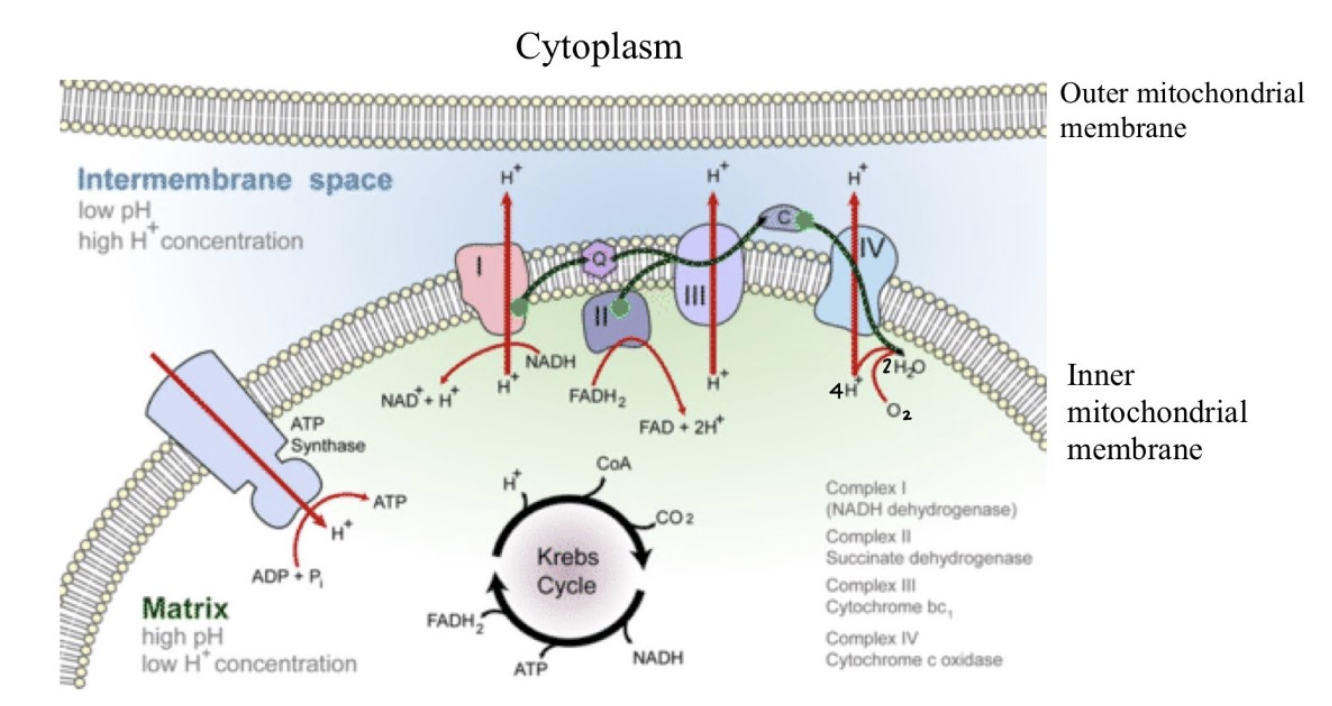 Cytoplasm
Outer mitochondrial
membrane
Intermembrane space
low pH
high H⁺ concentration
H⁺
H⁺
H⁺
C
I
Q
IV
II
III
NADH
H⁺
NAD⁺ + H⁺
FADH₂
FAD + 2H⁺
H⁺
4H⁺
2H₂O
O₂
Inner
mitochondrial
membrane
ATP
Synthase
ATP
H⁺
ADP + Pᵢ
CoA
H⁺
CO₂
Krebs
Cycle
FADH₂
ATP
NADH
Matrix
high pH
low H⁺ concentration
Complex I
(NADH dehydrogenase)
Complex II
Succinate dehydrogenase
Complex III
Cytochrome bc₁
Complex IV
Cytochrome c oxidase